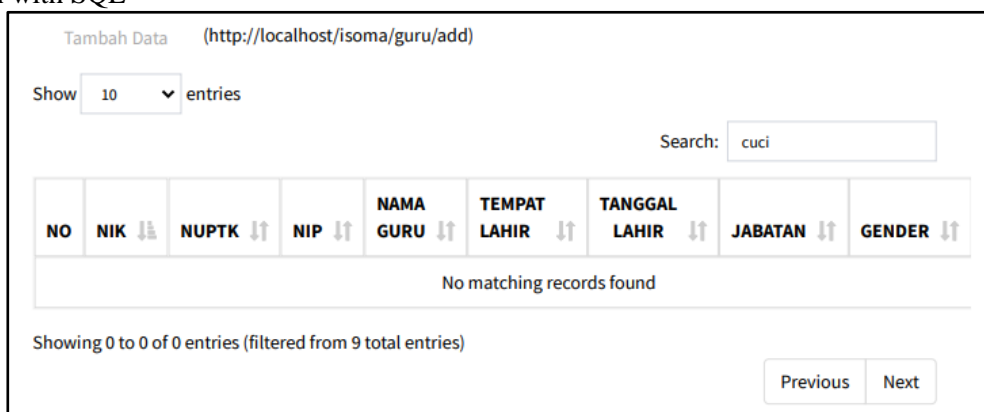 with SQL
Tambah Data (http://localhost/isoma/guru/add)
Show 10 entries
Search: cuci
NO NIK NUPTK NIP NAMA GURU TEMPAT LAHIR TANGGAL LAHIR JABATAN GENDER
No matching records found
Showing 0 to 0 of 0 entries (filtered from 9 total entries)
Previous Next